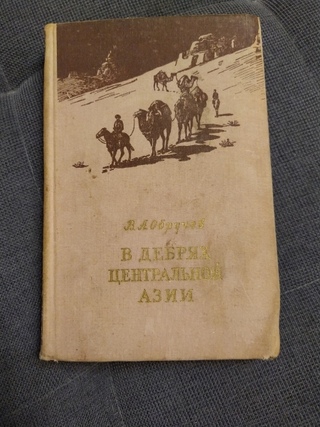 В. А. Обручев
В ДЕБРЯХ
ЦЕНТРАЛЬНОЙ
АЗИИ